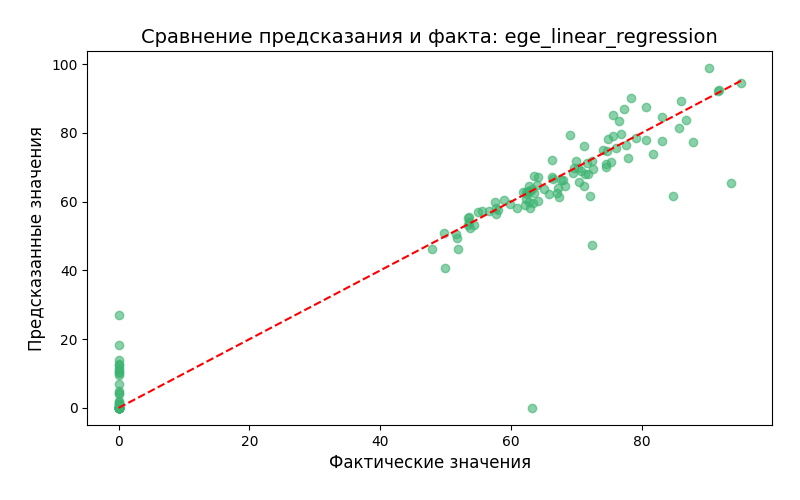 Сравнение предсказания и факта: ege_linear_regression
100
80
60
40
20
0
Предсказанные значения
0 20 40 60 80
Фактические значения